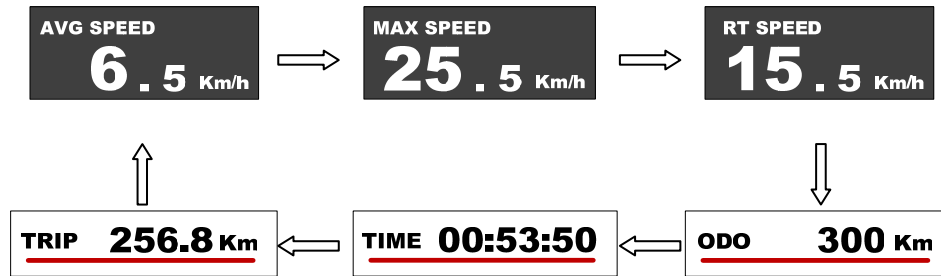 AVG SPEED
6.5 Km/h
MAX SPEED
25.5 Km/h
RT SPEED
15.5 Km/h
TRIP 256.8 Km
TIME 00:53:50
ODO 300 Km